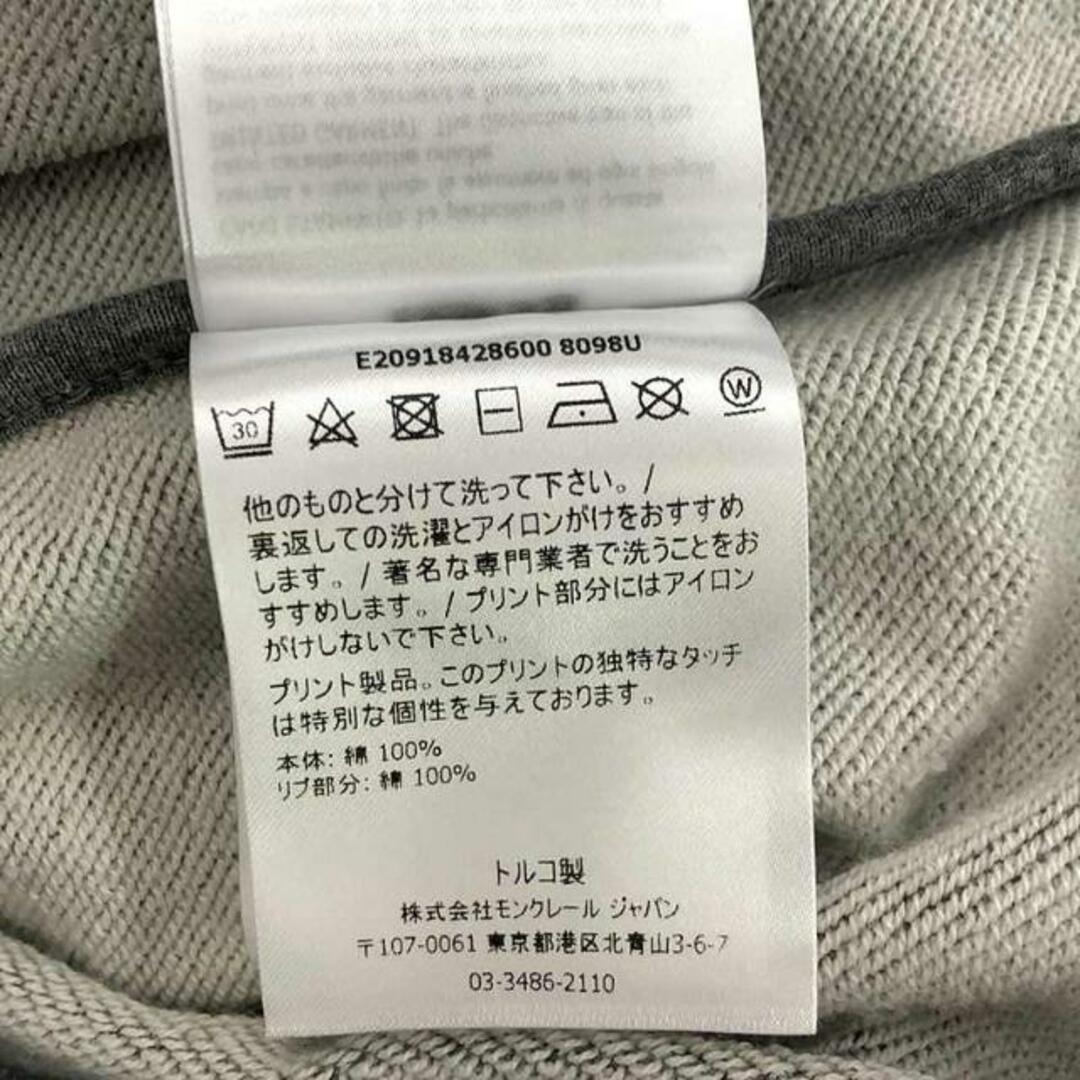 E20918428600 8098U
30
W
他のものと分けて洗って下さい。/
裏返しての洗濯とアイロンがけをおすすめ
します。/ 著名な専門業者で洗うことをお
すすめします。/ プリント部分にはアイロン
がけしないで下さい。
プリント製品。このプリントの独特なタッチ
は特別な個性を与えております。
本体: 綿 100%
リブ部分: 綿 100%
トルコ製
株式会社モンクレール ジャパン
〒107-0061 東京都港区北青山3-6-7
03-3486-2110